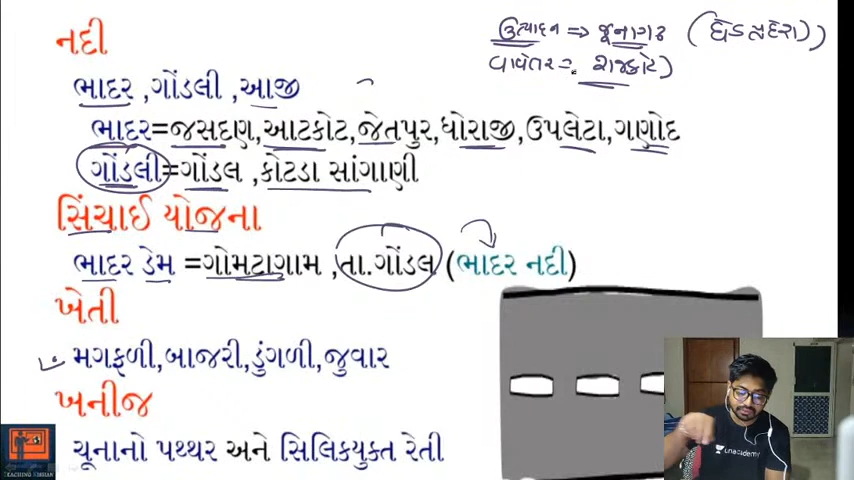 ઉત્પાદન => જૂનાગઢ
વાવેતર = રાજકોટ)
નદી
ભાદર ,ગોંડલી ,આજી
ભાદર=જસદણ,આટકોટ,જેતપુર,ધોરાજી,ઉપલેટા,ગણોદ
ગોંડલી=ગોંડલ ,કોટડા સાંગાણી
સિંચાઈ યોજના
ભાદર ડેમ =ગોમટાગામ ,તા.ગોંડલ (ભાદર નદી)
ખેતી
મગફળી,બાજરી,ડુંગળી,જુવાર
ખનીજ
ચૂનાનો પથ્થર અને સિલિકયુક્ત રેતી
unacademy